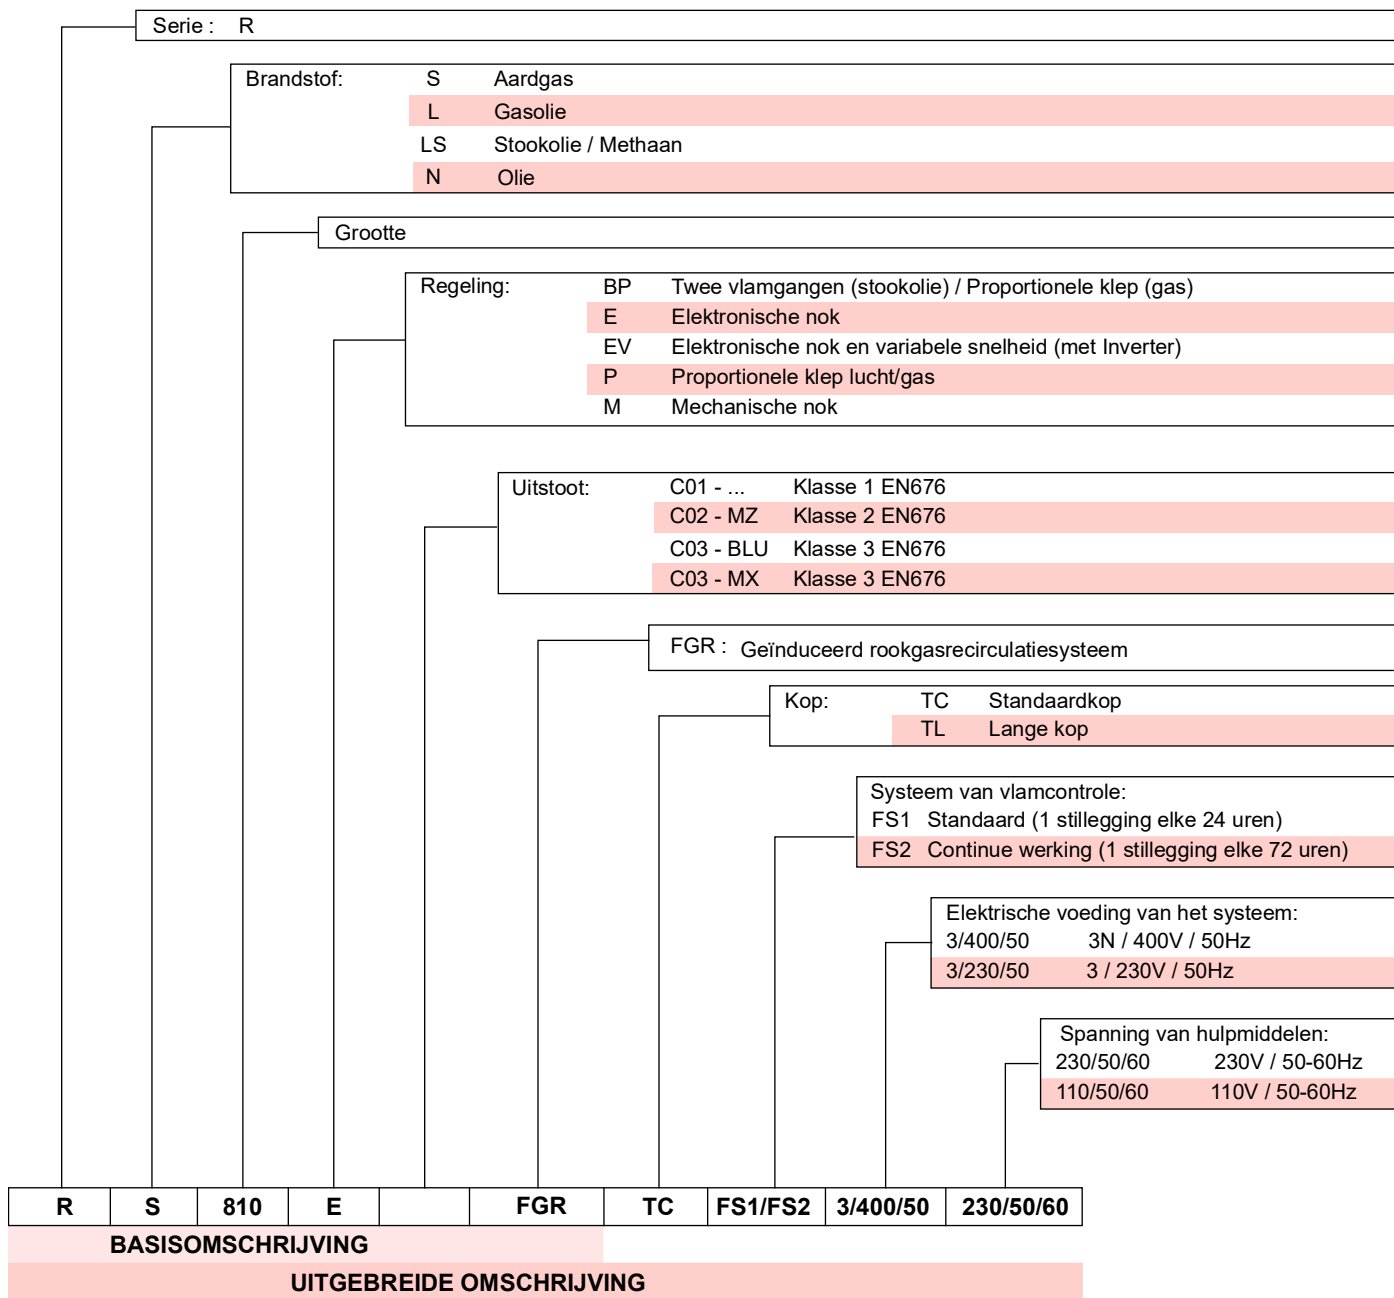 Serie : R
Brandstof: S Aardgas
L Gasolie
LS Stookolie / Methaan
N Olie
Grootte
Regeling: BP Twee vlamgangen (stookolie) / Proportionele klep (gas)
E Elektronische nok
EV Elektronische nok en variabele snelheid (met Inverter)
P Proportionele klep lucht/gas
M Mechanische nok
Uitstoot: C01 - ... Klasse 1 EN676
C02 - MZ Klasse 2 EN676
C03 - BLU Klasse 3 EN676
C03 - MX Klasse 3 EN676
FGR : Geïnduceerd rookgasrecirculatiesysteem
Kop: TC Standaardkop
TL Lange kop
Systeem van vlamcontrole:
FS1 Standaard (1 stillegging elke 24 uren)
FS2 Continue werking (1 stillegging elke 72 uren)
Elektrische voeding van het systeem:
3/400/50 3N / 400V / 50Hz
3/230/50 3 / 230V / 50Hz
Spanning van hulpmiddelen:
230/50/60 230V / 50-60Hz
110/50/60 110V / 50-60Hz
R S 810 E FGR TC FS1/FS2 3/400/50 230/50/60
BASISOMSCHRIJVING
UITGEBREIDE OMSCHRIJVING